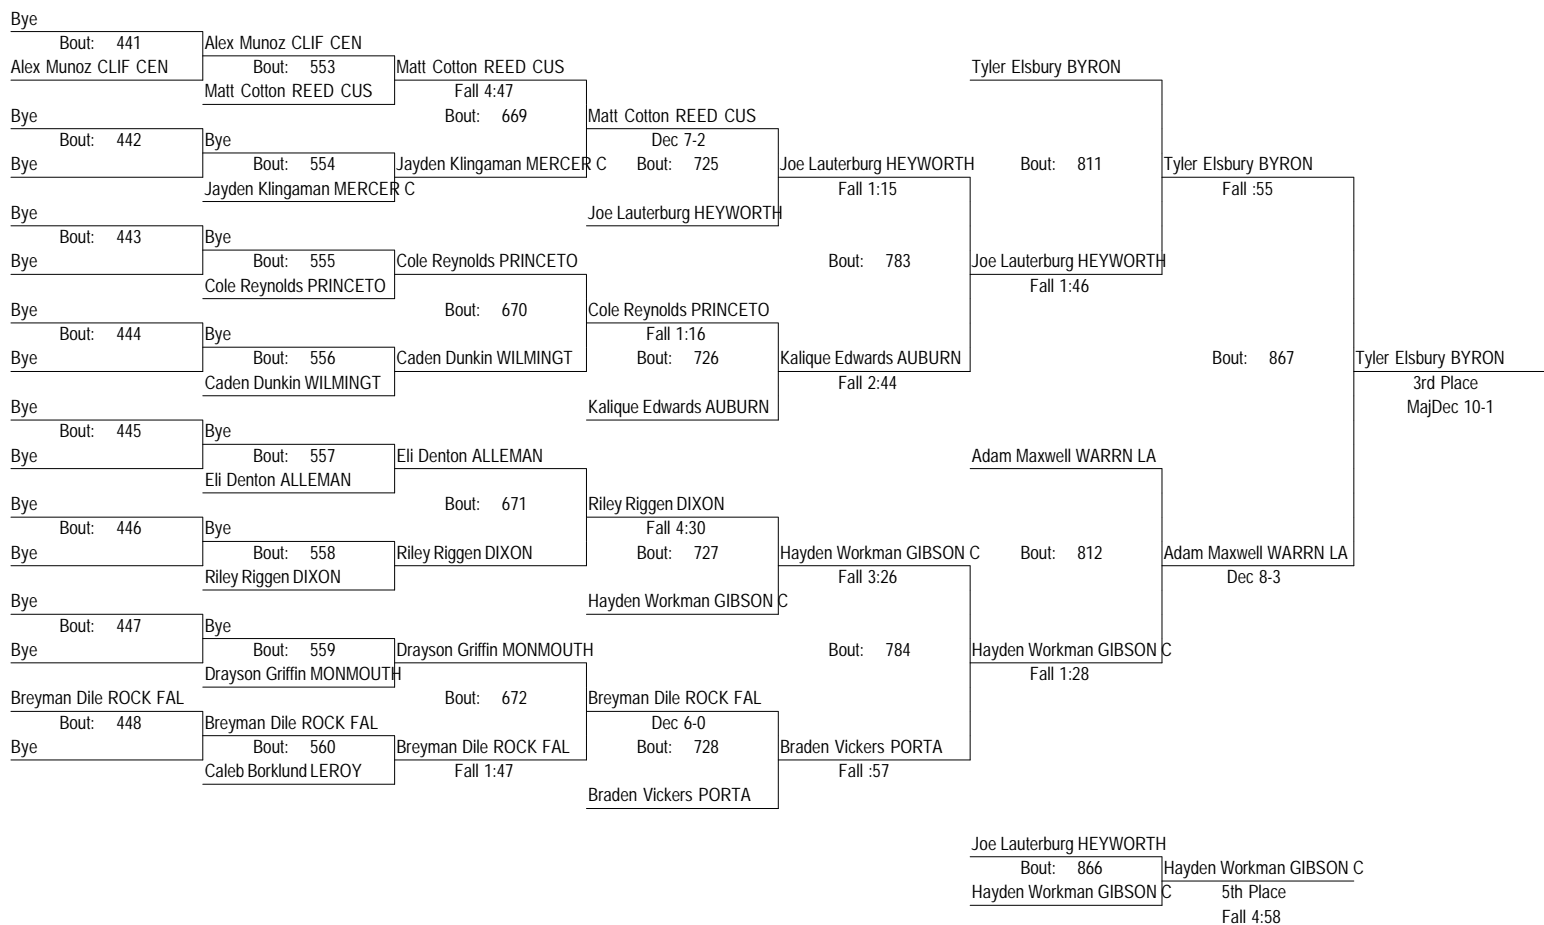 Bye
Bout: 441
Alex Munoz CLIF CEN
Bye
Bout: 442
Bye
Bye
Bout: 443
Bye
Bye
Bout: 444
Bye
Bye
Bout: 445
Bye
Bye
Bout: 446
Bye
Bye
Bout: 447
Bye
Breyman Dile ROCK FAL
Bout: 448
Bye
Alex Munoz CLIF CEN
Bout: 553
Matt Cotton REED CUS
Bye
Bout: 554
Jayden Klingaman MERCER C
Bye
Bout: 555
Cole Reynolds PRINCETO
Bye
Bout: 556
Caden Dunkin WILMINGT
Bye
Bout: 557
Eli Denton ALLEMAN
Bye
Bout: 558
Riley Riggen DIXON
Bye
Bout: 559
Drayson Griffin MONMOUTH
Breyman Dile ROCK FAL
Bout: 560
Caleb Borklund LEROY
Matt Cotton REED CUS
Fall 4:47
Bout: 669
Jayden Klingaman MERCER C
Cole Reynolds PRINCETO
Bout: 670
Caden Dunkin WILMINGT
Eli Denton ALLEMAN
Bout: 671
Riley Riggen DIXON
Drayson Griffin MONMOUTH
Bout: 672
Breyman Dile ROCK FAL
Fall 1:47
Matt Cotton REED CUS
Dec 7-2
Bout: 725
Joe Lauterburg HEYWORTH
Cole Reynolds PRINCETO
Fall 1:16
Bout: 726
Kalique Edwards AUBURN
Riley Riggen DIXON
Fall 4:30
Bout: 727
Hayden Workman GIBSON C
Breyman Dile ROCK FAL
Dec 6-0
Bout: 728
Braden Vickers PORTA
Joe Lauterburg HEYWORTH
Fall 1:15
Bout: 783
Kalique Edwards AUBURN
Fall 2:44
Hayden Workman GIBSON C
Fall 3:26
Bout: 784
Braden Vickers PORTA
Fall :57
Tyler Elsbury BYRON
Bout: 811
Joe Lauterburg HEYWORTH
Fall 1:46
Adam Maxwell WARRN LA
Bout: 812
Hayden Workman GIBSON C
Fall 1:28
Tyler Elsbury BYRON
Fall :55
Bout: 867
Adam Maxwell WARRN LA
Dec 8-3
Tyler Elsbury BYRON
3rd Place
MajDec 10-1
Joe Lauterburg HEYWORTH
Bout: 866
Hayden Workman GIBSON C
Hayden Workman GIBSON C
5th Place
Fall 4:58